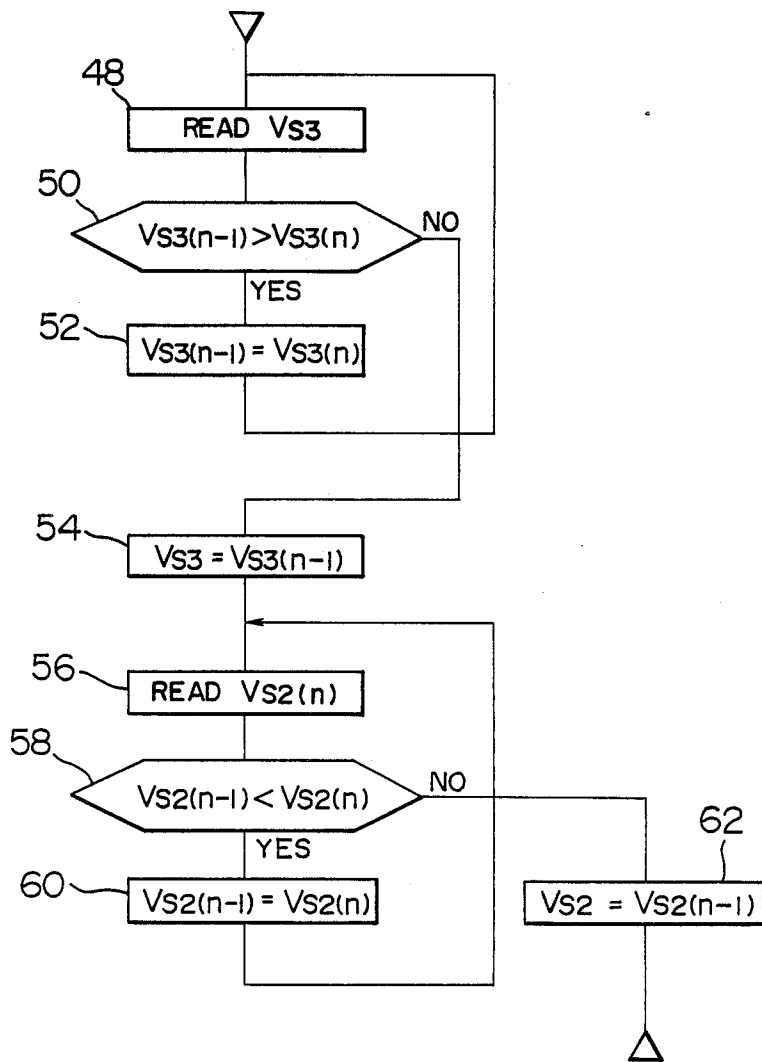 48
READ VS3
50
VS3(n-1)>VS3(n)
NO
YES
52
VS3(n-1)=VS3(n)
54
VS3=VS3(n-1)
56
READ VS2(n)
58
VS2(n-1)<VS2(n)
NO
YES
60
VS2(n-1)=VS2(n)
62
VS2 = VS2(n-1)